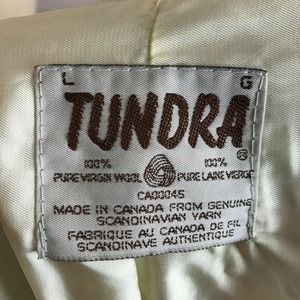 L G
TUNDRA®
100% 100%
PURE VIRGIN WOOL PURE LAINE VIERGE
CA00045
MADE IN CANADA FROM GENUINE
SCANDINAVIAN YARN
FABRIQUE AU CANADA DE FIL
SCANDINAVE AUTHENTIQUE